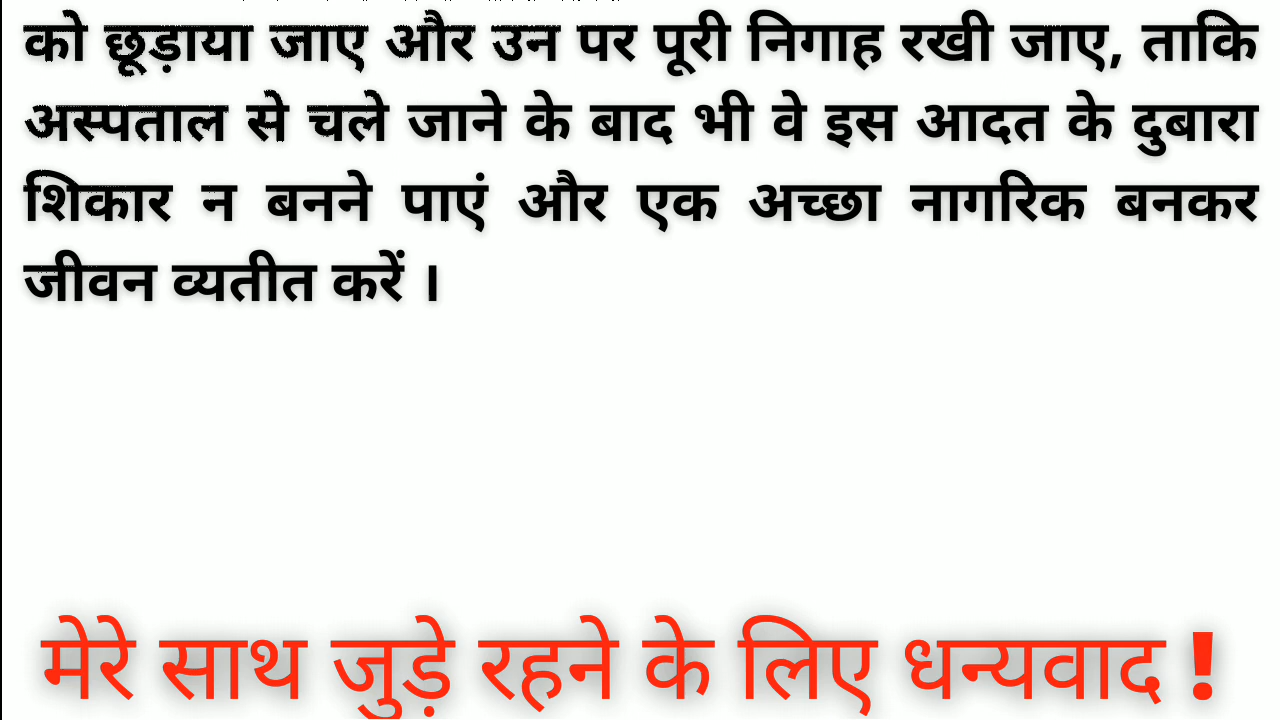 को छूड़ाया जाए और उन पर पूरी निगाह रखी जाए, ताकि
अस्पताल से चले जाने के बाद भी वे इस आदत के दुबारा
शिकार न बनने पाएं और एक अच्छा नागरिक बनकर
जीवन व्यतीत करें ।
मेरे साथ जुड़े रहने के लिए धन्यवाद !